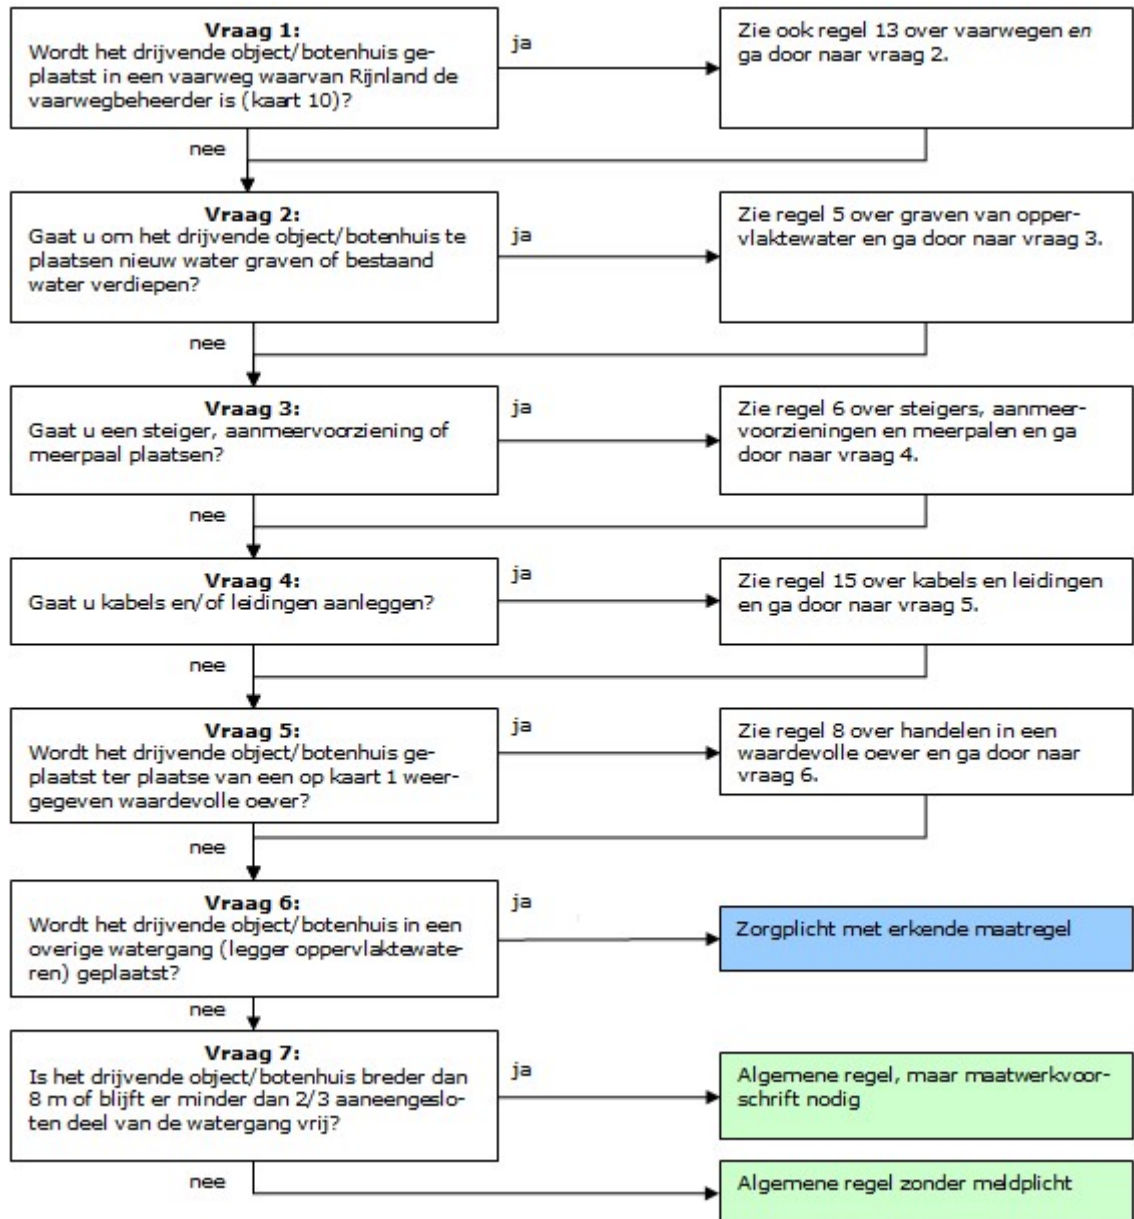 Vraag 1:
Wordt het drijvende object/botenhuis ge-
plaatst in een vaarweg waarvan Rijnland de
vaarwegbeheerder is (kaart 10)?
ja
Zie ook regel 13 over vaarwegen en
ga door naar vraag 2.
nee
Vraag 2:
Gaat u om het drijvende object/botenhuis te
plaatsen nieuw water graven of bestaand
water verdiepen?
ja
Zie regel 5 over graven van opper-
vlaktewater en ga door naar vraag 3.
nee
Vraag 3:
Gaat u een steiger, aanmeervoorziening of
meerpaal plaatsen?
ja
Zie regel 6 over steigers, aanmeer-
voorzieningen en meerpalen en ga
door naar vraag 4.
nee
Vraag 4:
Gaat u kabels en/of leidingen aanleggen?
ja
Zie regel 15 over kabels en leidingen
en ga door naar vraag 5.
nee
Vraag 5:
Wordt het drijvende object/botenhuis ge-
plaatst ter plaatse van een op kaart 1 weer-
gegeven waardevolle oever?
ja
Zie regel 8 over handelen in een
waardevolle oever en ga door naar
vraag 6.
nee
Vraag 6:
Wordt het drijvende object/botenhuis in een
overige watergang (legger oppervlaktewate-
ren) geplaatst?
ja
Zorgplicht met erkende maatregel
nee
Vraag 7:
Is het drijvende object/botenhuis breder dan
8 m of blijft er minder dan 2/3 aaneengeslo-
ten deel van de watergang vrij?
ja
Algemene regel, maar maatwerkvoor-
schrift nodig
nee
Algemene regel zonder meldplicht